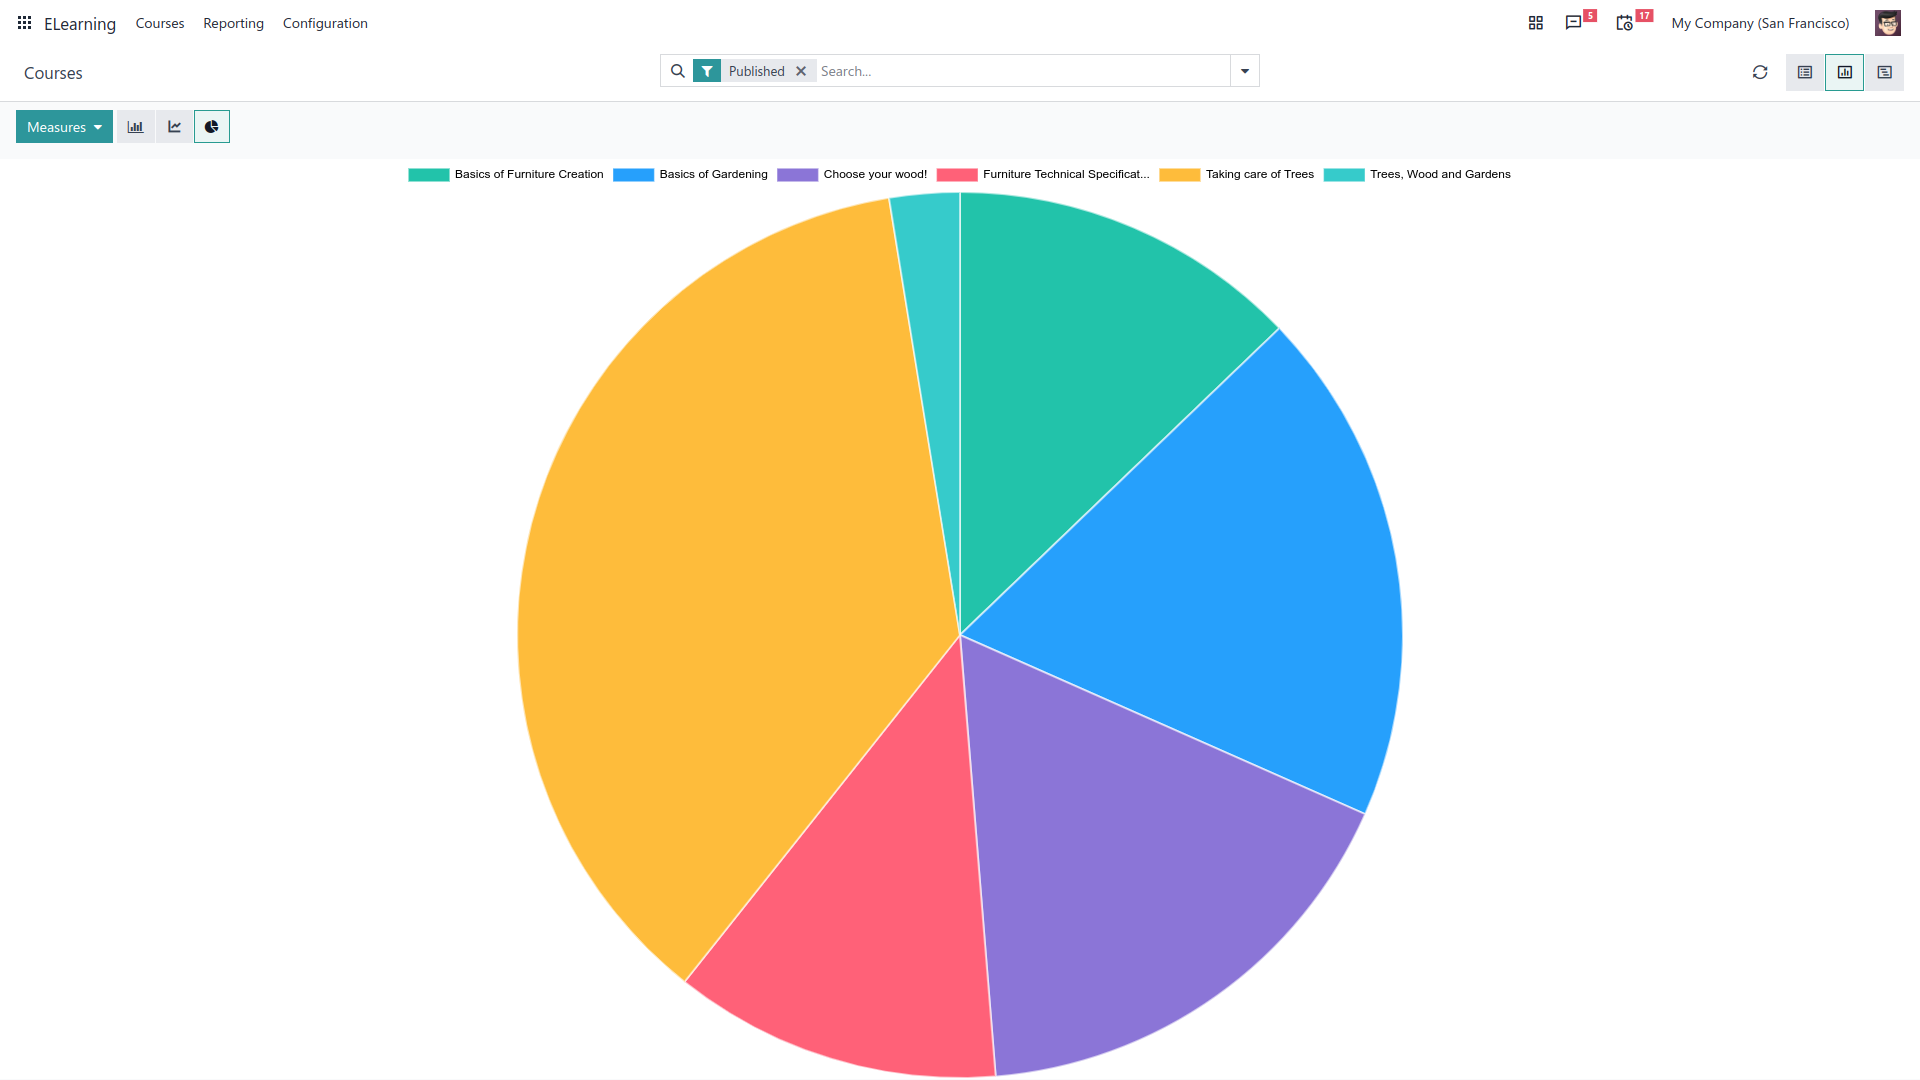 ELearning Courses Reporting Configuration 5 17 My Company (San Francisco)
Courses Published Search...
Measures
Basics of Furniture Creation Basics of Gardening Choose your wood! Furniture Technical Specificat... Taking care of Trees Trees, Wood and Gardens